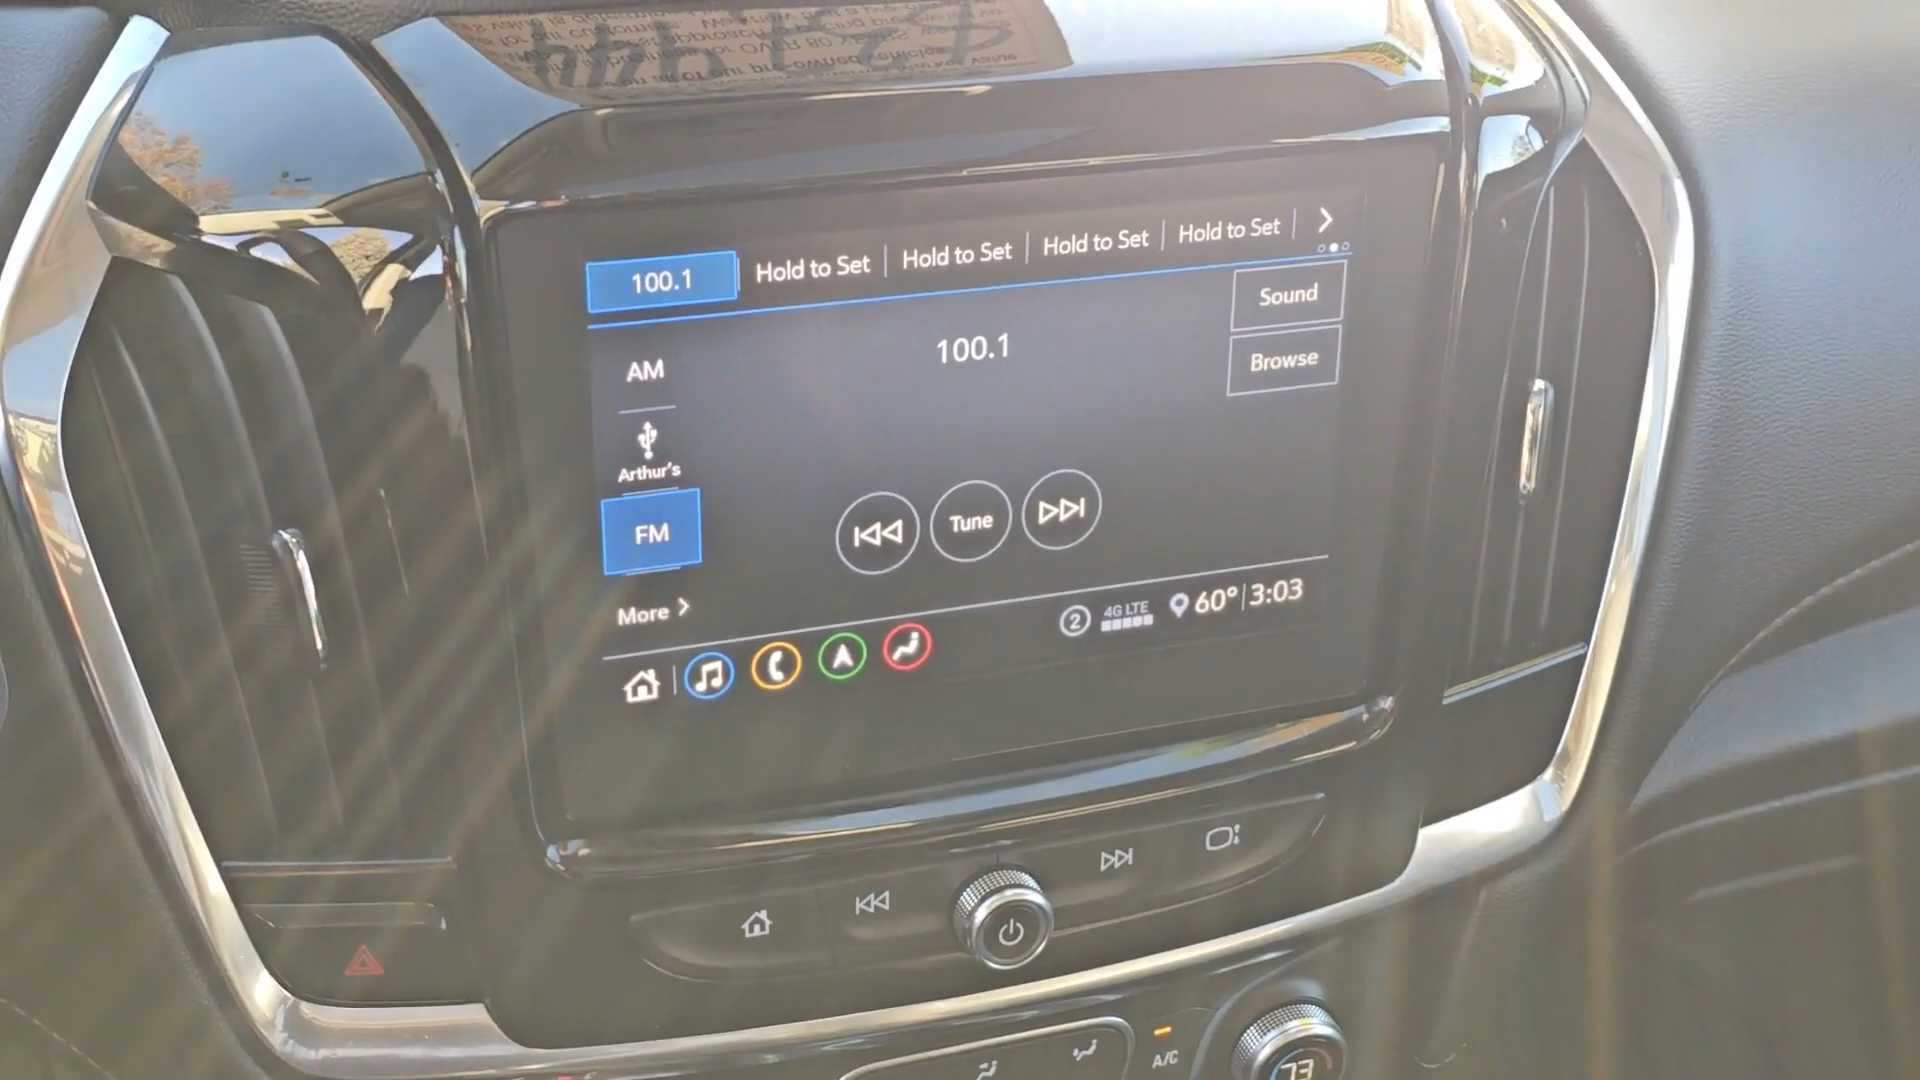 100.1 Hold to Set Hold to Set Hold to Set Hold to Set
Sound
100.1
Browse
AM
Arthur's
FM
Tune
More
2 4G LTE 60° 3:03
A/C
73